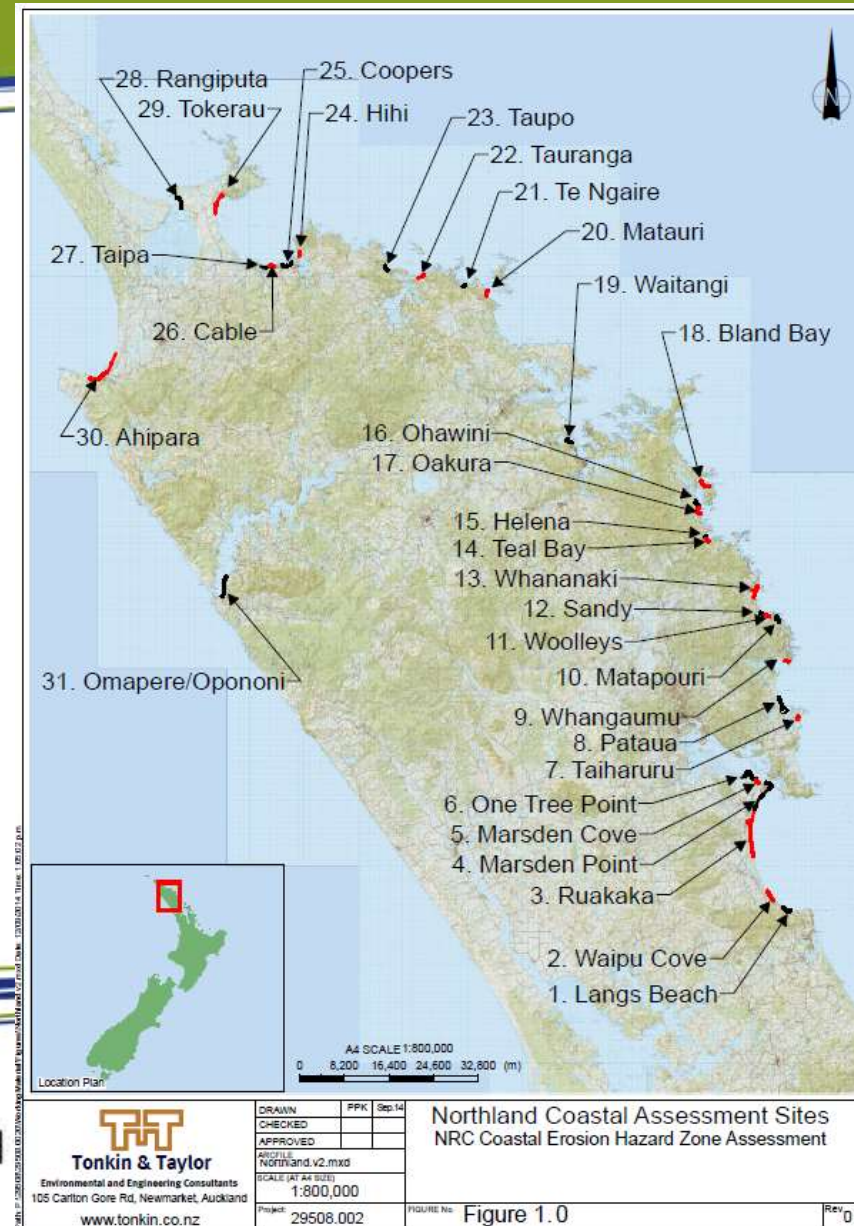 28. Rangiputa
29. Tokerau
25. Coopers
24. Hihi
23. Taupo
22. Tauranga
21. Te Ngaire
20. Matauri
27. Taipa
19. Waitangi
26. Cable
18. Bland Bay
30. Ahipara
16. Ohawini
17. Oakura
15. Helena
14. Teal Bay
13. Whananaki
12. Sandy
11. Woolleys
31. Omapere/Opononi
10. Matapouri
9. Whangaumu
8. Pataua
7. Taiharuru
6. One Tree Point
5. Marsden Cove
4. Marsden Point
3. Ruakaka
2. Waipu Cove
1. Langs Beach
N
Location Plan
A4 SCALE 1:800,000
0 8,200 16,400 24,600 32,800 (m)
T+T
Tonkin & Taylor
Environmental and Engineering Consultants
105 Carlton Gore Rd, Newmarket, Auckland
www.tonkin.co.nz
DRAWN PPK Sep.14
CHECKED
APPROVED
ARCFILE
Northland.v2.mxd
SCALE (AT A4 SIZE)
1:800,000
Project: 29508.002
Northland Coastal Assessment Sites
NRC Coastal Erosion Hazard Zone Assessment
FIGURE No. Figure 1.0
Rev 0